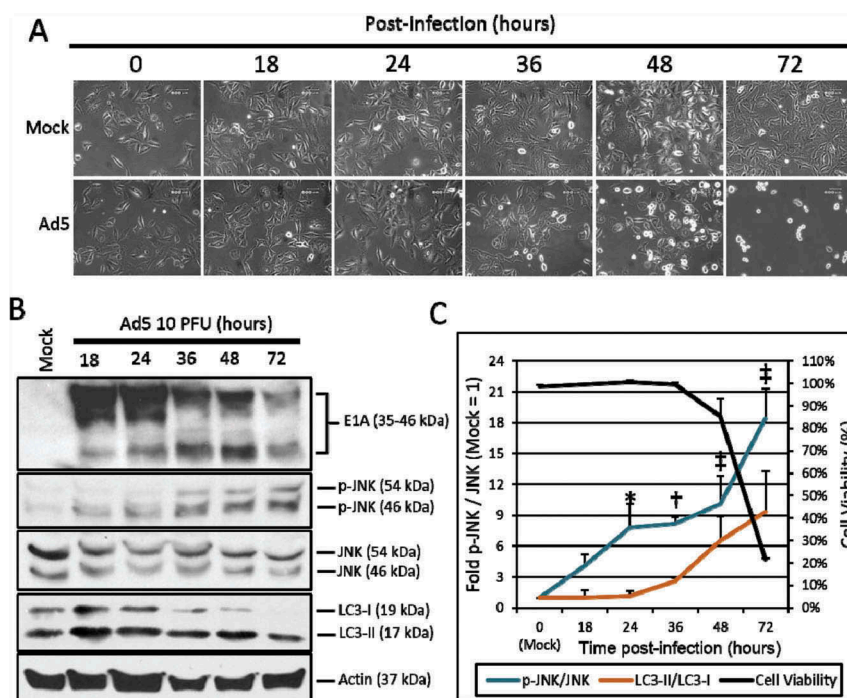 A
Post-Infection (hours)
0 18 24 36 48 72
Mock
Ad5
B
Mock
Ad5 10 PFU (hours)
18 24 36 48 72
E1A (35-46 kDa)
p-JNK (54 kDa)
p-JNK (46 kDa)
JNK (54 kDa)
JNK (46 kDa)
LC3-I (19 kDa)
LC3-II (17 kDa)
Actin (37 kDa)
C
Fold p-JNK / JNK (Mock = 1)
24
21
18
15
12
9
6
3
0
* † ‡ ‡
110%
100%
90%
80%
70%
60%
50%
40%
30%
20%
10%
0%
Cell Viability (%)
0 18 24 36 48 72
(Mock) Time post-infection (hours)
p-JNK/JNK LC3-II/LC3-I Cell Viability